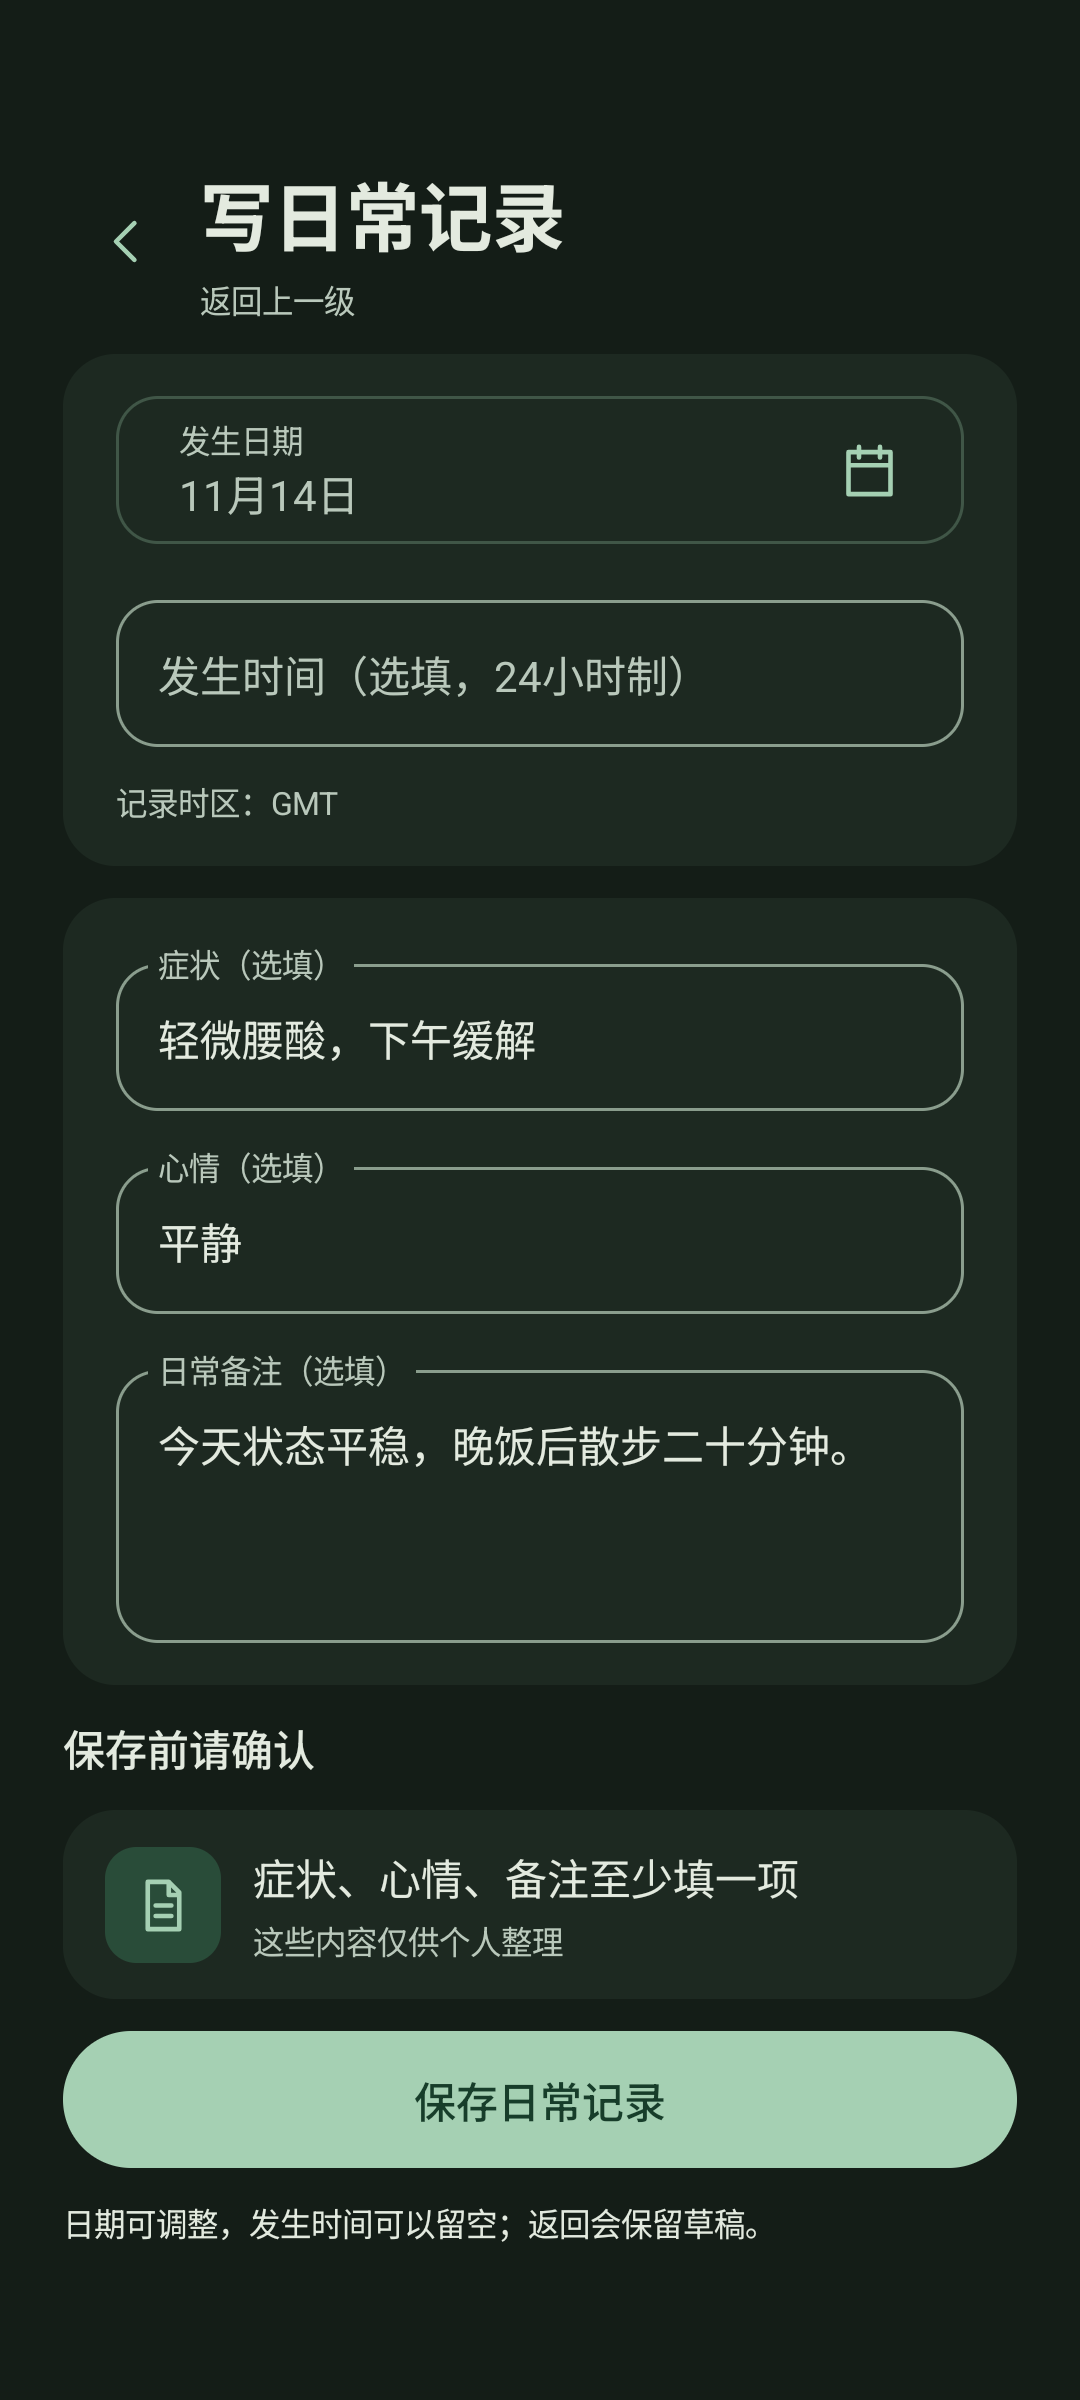 写日常记录
返回上一级
发生日期
11月14日
发生时间（选填，24小时制）
记录时区：GMT
症状（选填）
轻微腰酸，下午缓解
心情（选填）
平静
日常备注（选填）
今天状态平稳，晚饭后散步二十分钟。
保存前请确认
症状、心情、备注至少填一项
这些内容仅供个人整理
保存日常记录
日期可调整，发生时间可以留空；返回会保留草稿。